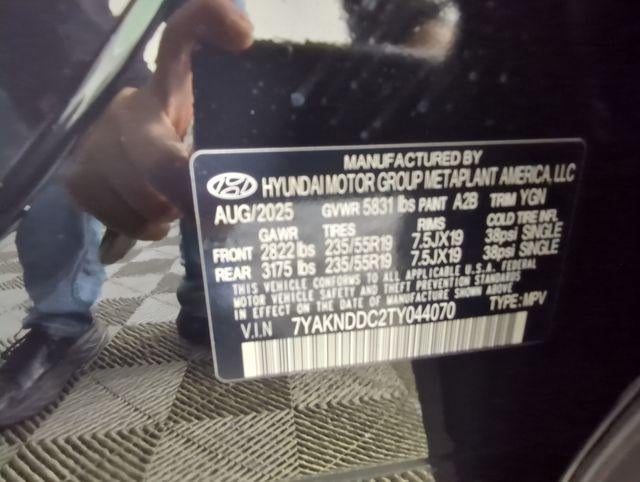 MANUFACTURED BY
HYUNDAI MOTOR GROUP METAPLANT AMERICA, LLC
AUG/2025 GVWR 5831 lbs PANT A2B TRIM YGN
GAWR TIRES RIMS COLD TIRE INFL.
FRONT 2822 lbs 235/55R19 7.5JX19 38psi SINGLE
REAR 3175 lbs 235/55R19 7.5JX19 38psi SINGLE
THIS VEHICLE CONFORMS TO ALL APPLICABLE U.S.A. FEDERAL
MOTOR VEHICLE SAFETY AND THEFT PREVENTION STANDARDS
IN EFFECT ON THE DATE OF MANUFACTURE SHOWN ABOVE
V.I.N 7YAKNDDC2TY044070 TYPE: MPV